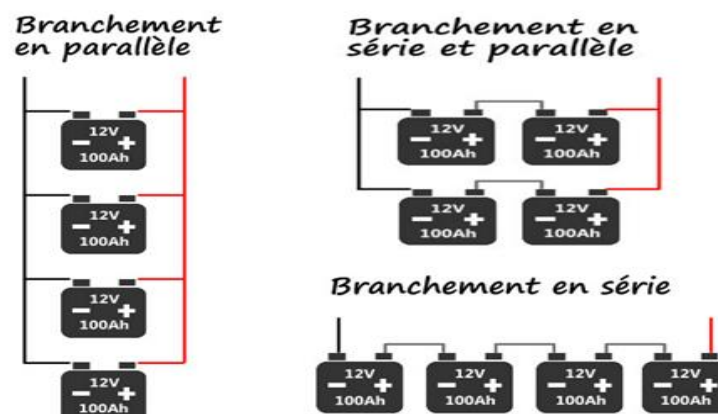 Branchement
en parallèle
12V
- +
100Ah
12V
- +
100Ah
12V
- +
100Ah
12V
- +
100Ah
Branchement en
série et parallèle
12V
- +
100Ah
12V
- +
100Ah
12V
- +
100Ah
12V
- +
100Ah
Branchement en série
12V
- +
100Ah
12V
- +
100Ah
12V
- +
100Ah
12V
- +
100Ah